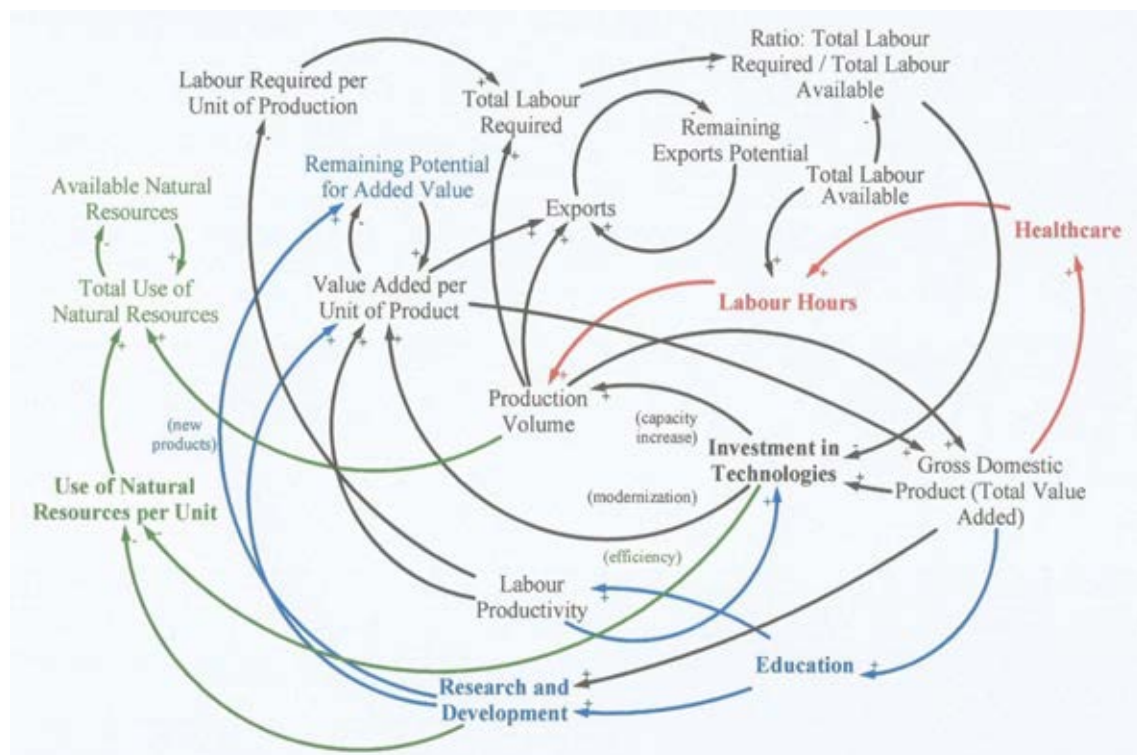 Labour Required per
Unit of Production
Total Labour
Required
Ratio: Total Labour
Required / Total Labour
Available
Remaining
Exports Potential
Total Labour
Available
Remaining Potential
for Added Value
Available Natural
Resources
Exports
Healthcare
Total Use of
Natural Resources
Value Added per
Unit of Product
Labour Hours
Production
Volume
(new
products)
(capacity
increase)
Investment in
Technologies
Gross Domestic
Product (Total Value
Added)
Use of Natural
Resources per Unit
(modernization)
(efficiency)
Labour
Productivity
Education
Research and
Development